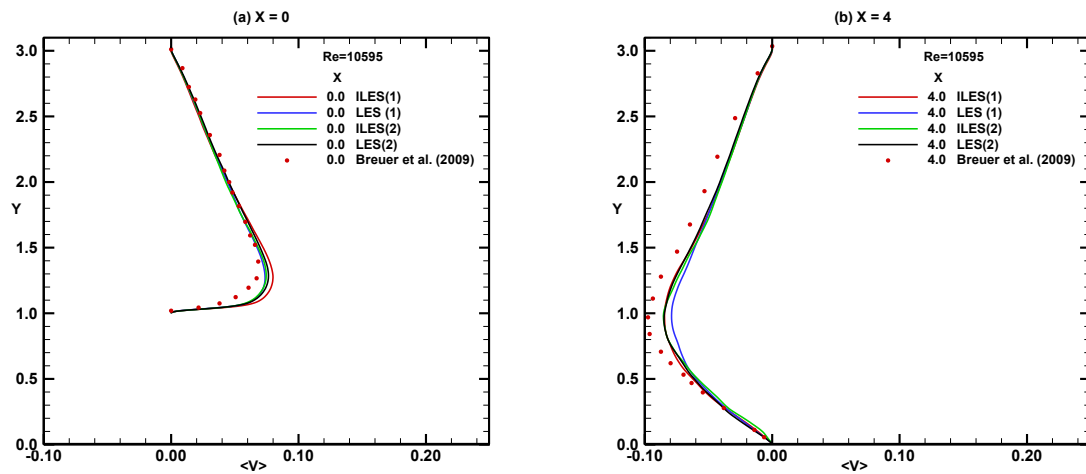 (a) X = 0
3.0
2.5
2.0
Y
1.5
1.0
0.5
0.0
-0.10
0.00
0.10
0.20
<V>
Re=10595
X
0.0 ILES(1)
0.0 LES (1)
0.0 ILES(2)
0.0 LES(2)
0.0 Breuer et al. (2009)
(b) X = 4
3.0
2.5
2.0
Y
1.5
1.0
0.5
0.0
-0.10
0.00
0.10
0.20
<V>
Re=10595
X
4.0 ILES(1)
4.0 LES (1)
4.0 ILES(2)
4.0 LES(2)
4.0 Breuer et al. (2009)